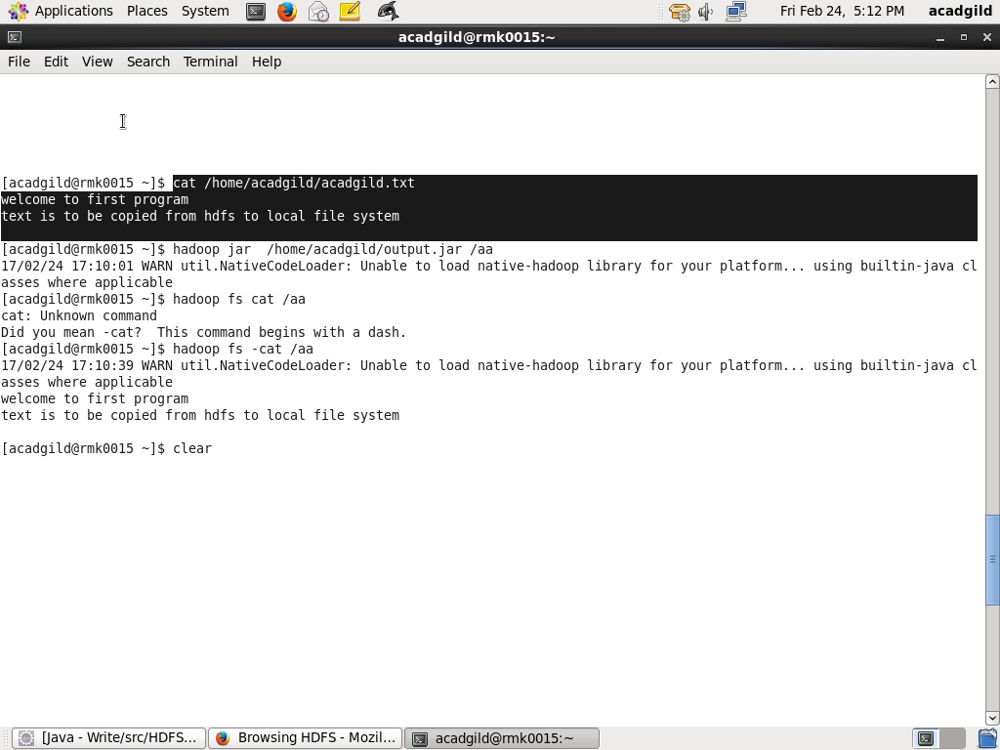 Applications Places System Fri Feb 24, 5:12 PM acadgild
acadgild@rmk0015:~
File Edit View Search Terminal Help
[acadgild@rmk0015 ~]$ cat /home/acadgild/acadgild.txt
welcome to first program
text is to be copied from hdfs to local file system
[acadgild@rmk0015 ~]$ hadoop jar  /home/acadgild/output.jar /aa
17/02/24 17:10:01 WARN util.NativeCodeLoader: Unable to load native-hadoop library for your platform... using builtin-java cl
asses where applicable
[acadgild@rmk0015 ~]$ hadoop fs cat /aa
cat: Unknown command
Did you mean -cat?  This command begins with a dash.
[acadgild@rmk0015 ~]$ hadoop fs -cat /aa
17/02/24 17:10:39 WARN util.NativeCodeLoader: Unable to load native-hadoop library for your platform... using builtin-java cl
asses where applicable
welcome to first program
text is to be copied from hdfs to local file system
[acadgild@rmk0015 ~]$ clear
[Java - Write/src/HDFS... Browsing HDFS - Mozil... acadgild@rmk0015:~